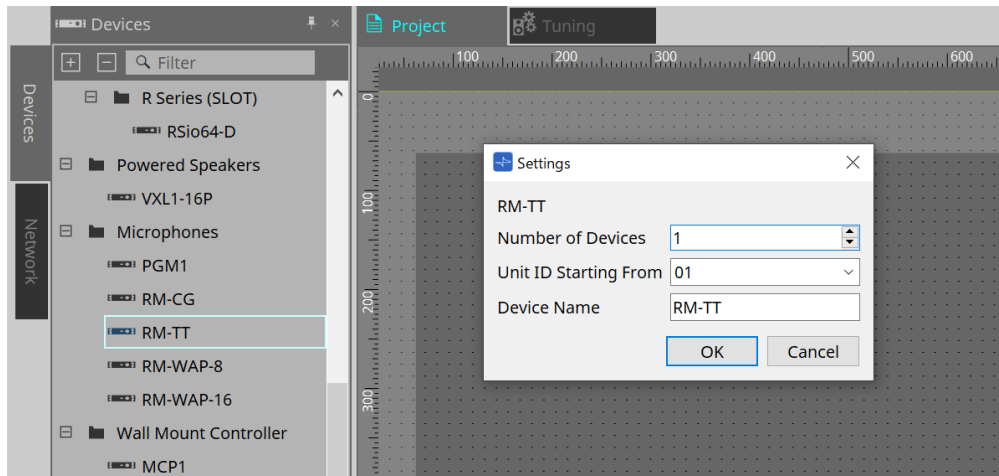 Devices
Project
Tuning
Filter
100 200 300 400 500 600
Devices
Network
R Series (SLOT)
RSio64-D
Powered Speakers
VXL1-16P
Microphones
PGM1
RM-CG
RM-TT
RM-WAP-8
RM-WAP-16
Wall Mount Controller
MCP1
0
100
200
300
Settings
RM-TT
Number of Devices 1
Unit ID Starting From 01
Device Name RM-TT
OK Cancel